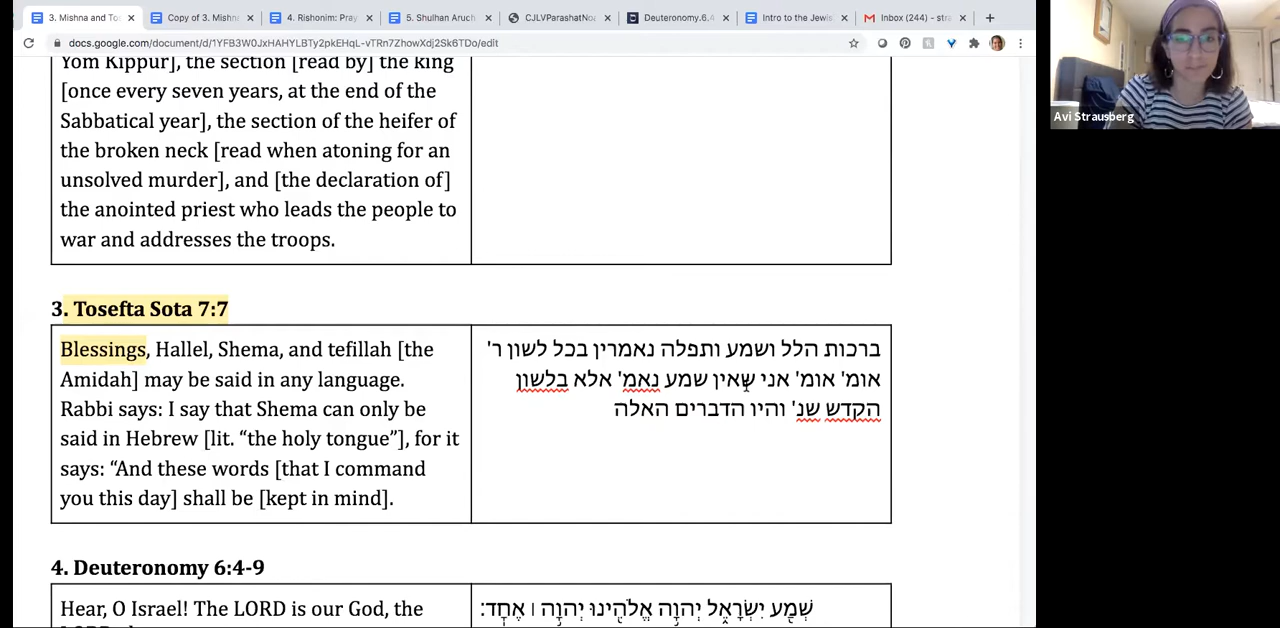 3. Mishna and To
Copy of 3. Mishna
4. Rishonim: Pray
5. Shulhan Aruch
CJLVParashatNoa
Deuteronomy.6.4
Intro to the Jewis
Inbox (244) - stra
docs.google.com/document/d/1YFB3W0JxHAHYLBTy2pkEHqL-vTRn7ZhowXdj2Sk6TDo/edit
Avi Strausberg
Yom Kippur], the section [read by] the king
[once every seven years, at the end of the
Sabbatical year], the section of the heifer of
the broken neck [read when atoning for an
unsolved murder], and [the declaration of]
the anointed priest who leads the people to
war and addresses the troops.
3. Tosefta Sota 7:7
Blessings, Hallel, Shema, and tefillah [the
Amidah] may be said in any language.
Rabbi says: I say that Shema can only be
said in Hebrew [lit. “the holy tongue”], for it
says: “And these words [that I command
you this day] shall be [kept in mind].
ברכות הלל ושמע ותפלה נאמרין בכל לשון ר'
אומ' אומ' אני שאין שמע נאמ' אלא בלשון
הקדש שנ' והיו הדברים האלה
4. Deuteronomy 6:4-9
Hear, O Israel! The LORD is our God, the
שְׁמַ֖ע יִשְׂרָאֵ֑ל יְהוָ֥ה אֱלֹהֵ֖ינוּ יְהוָ֥ה ׀ אֶחָֽד׃